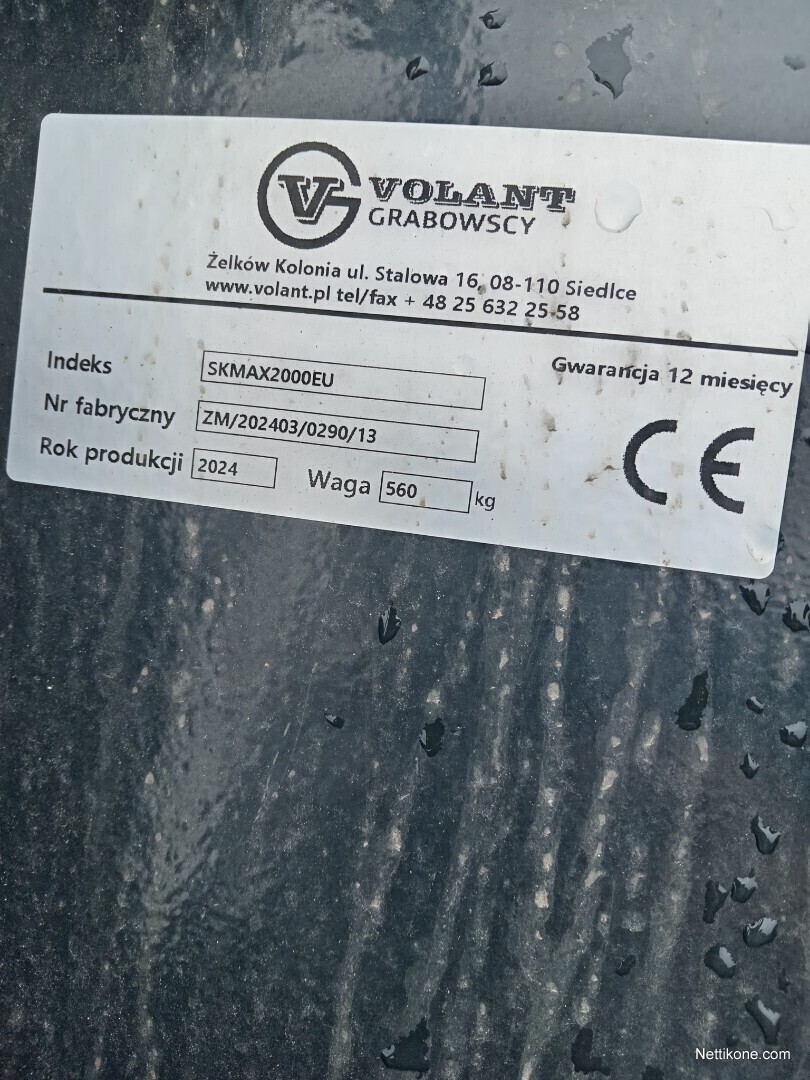 VG VOLANT
GRABOWSCY
Żelków Kolonia ul. Stalowa 16, 08-110 Siedlce
www.volant.pl tel/fax + 48 25 632 25-58
Gwarancja 12 miesięcy
Indeks SKMAX2000EU
Nr fabryczny ZM/202403/0290/13
Rok produkcji 2024 Waga 560 kg
CE
Nettikone.com